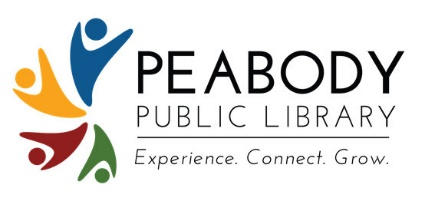 PEABODY
PUBLIC LIBRARY
Experience. Connect. Grow.